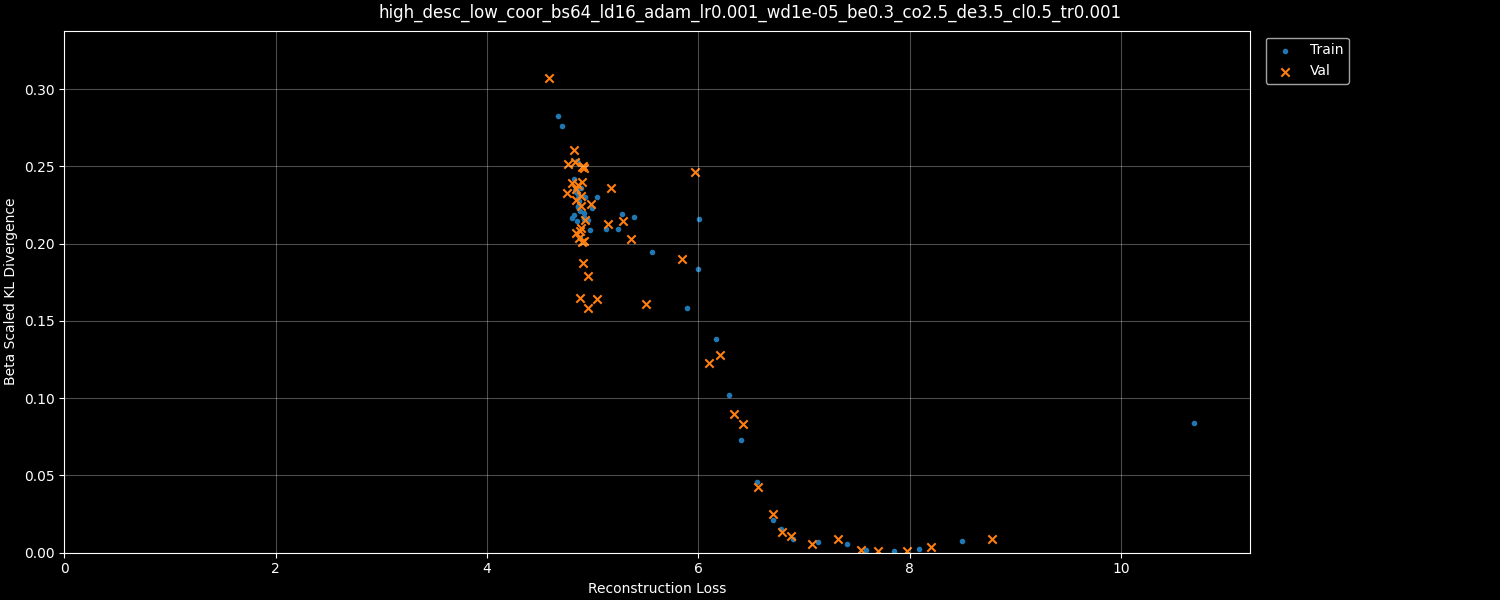 high_desc_low_coor_bs64_ld16_adam_lr0.001_wd1e-05_be0.3_co2.5_de3.5_cl0.5_tr0.001
Train
Val
Beta Scaled KL Divergence
0.30
0.25
0.20
0.15
0.10
0.05
0.00
0
2
4
6
8
10
Reconstruction Loss